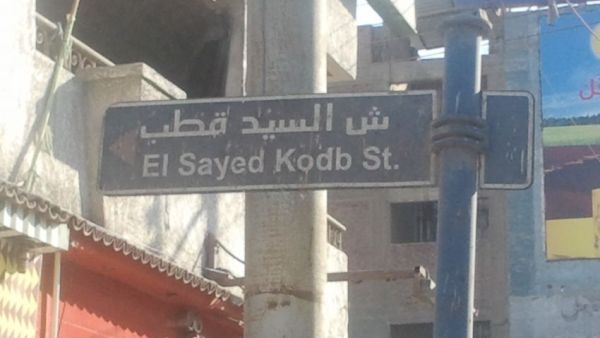 ش السيد قطب
El Sayed Kodb St.